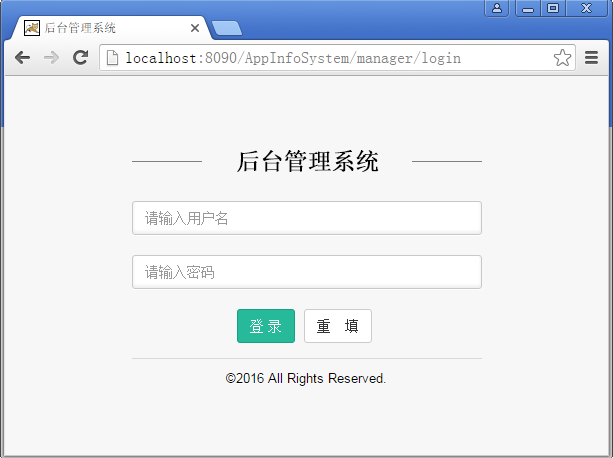 后台管理系统
localhost:8090/AppInfoSystem/manager/login
后台管理系统
请输入用户名
请输入密码
登 录 重 填
©2016 All Rights Reserved.